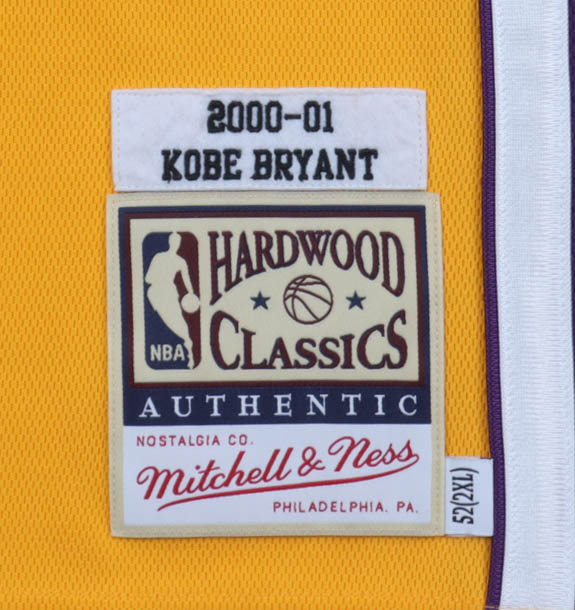 2000-01
KOBE BRYANT
HARDWOOD
CLASSICS
NBA
AUTHENTIC
NOSTALGIA CO.
Mitchell & Ness
PHILADELPHIA. PA.
52(2XL)